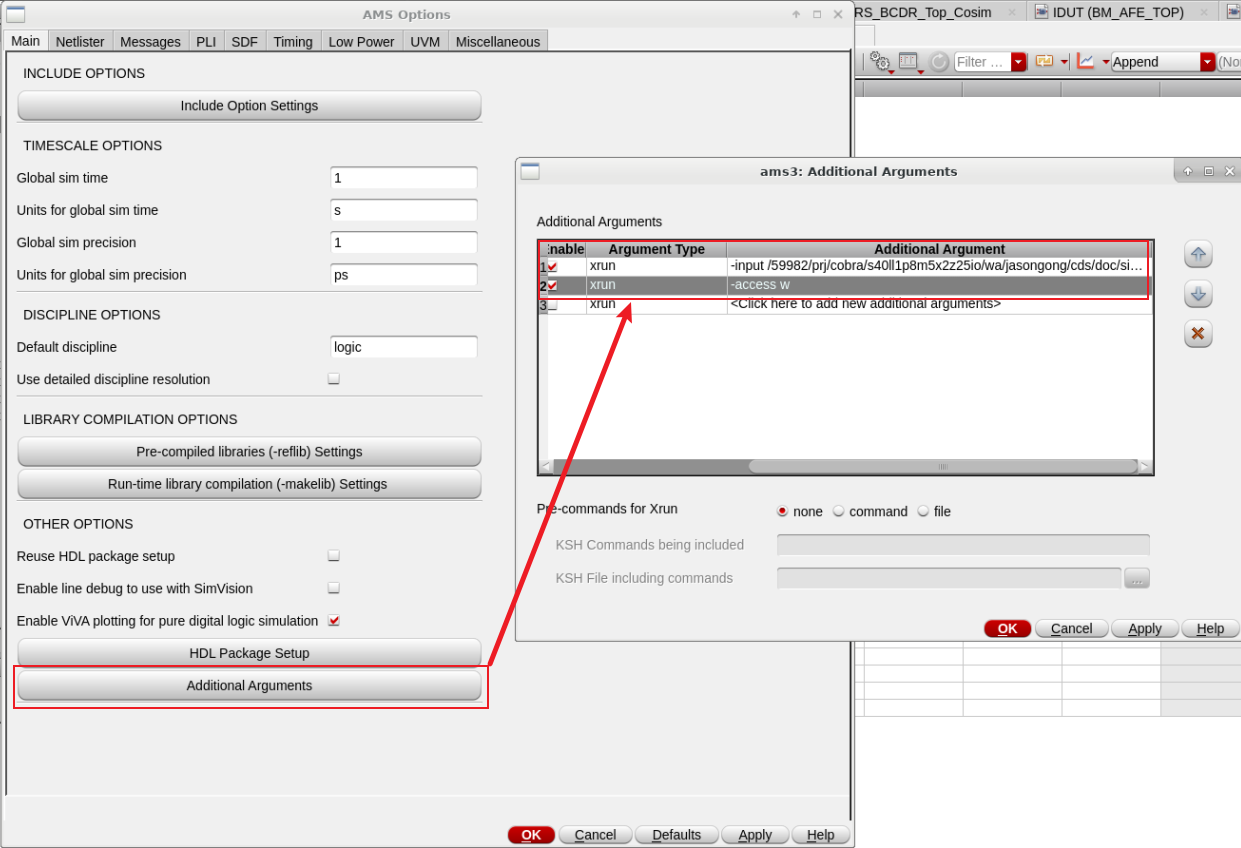 AMS Options
RS_BCDR_Top_Cosim
IDUT (BM_AFE_TOP)
Main Netlister Messages PLI SDF Timing Low Power UVM Miscellaneous
Filter ...
Append
(Nor
INCLUDE OPTIONS
Include Option Settings
TIMESCALE OPTIONS
Global sim time 1
Units for global sim time s
Global sim precision 1
Units for global sim precision ps
DISCIPLINE OPTIONS
Default discipline logic
Use detailed discipline resolution
LIBRARY COMPILATION OPTIONS
Pre-compiled libraries (-reflib) Settings
Run-time library compilation (-makelib) Settings
OTHER OPTIONS
Reuse HDL package setup
Enable line debug to use with SimVision
Enable ViVA plotting for pure digital logic simulation
HDL Package Setup
Additional Arguments
OK Cancel Defaults Apply Help
ams3: Additional Arguments
Additional Arguments
nable Argument Type Additional Argument
1 xrun -input /59982/prj/cobra/s40ll1p8m5x2z25io/wa/jasongong/cds/doc/si...
2 xrun -access w
3 xrun <Click here to add new additional arguments>
Pre-commands for Xrun none command file
KSH Commands being included
KSH File including commands ...
OK Cancel Apply Help